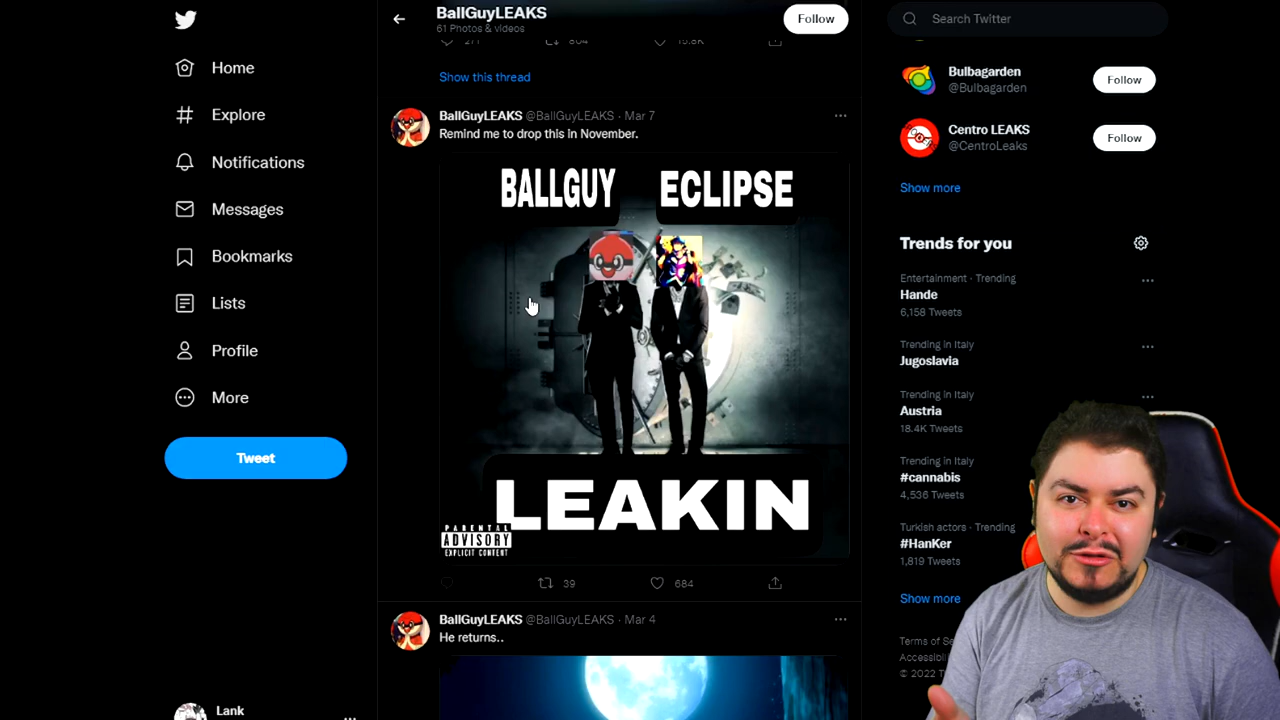 Home
Explore
Notifications
Messages
Bookmarks
Lists
Profile
More
Tweet
Lank
BallGuyLEAKS
61 Photos & videos
Follow
Show this thread
BallGuyLEAKS @BallGuyLEAKS · Mar 7
Remind me to drop this in November.
BALLGUY ECLIPSE
LEAKIN
PARENTAL
ADVISORY
EXPLICIT CONTENT
39
684
BallGuyLEAKS @BallGuyLEAKS · Mar 4
He returns..
Search Twitter
Bulbagarden
@Bulbagarden
Follow
Centro LEAKS
@CentroLeaks
Follow
Show more
Trends for you
Entertainment · Trending
Hande
6,158 Tweets
Trending in Italy
Jugoslavia
Trending in Italy
Austria
18.4K Tweets
Trending in Italy
#cannabis
4,536 Tweets
Turkish actors · Trending
#HanKer
1,819 Tweets
Show more
Terms of
© 2022